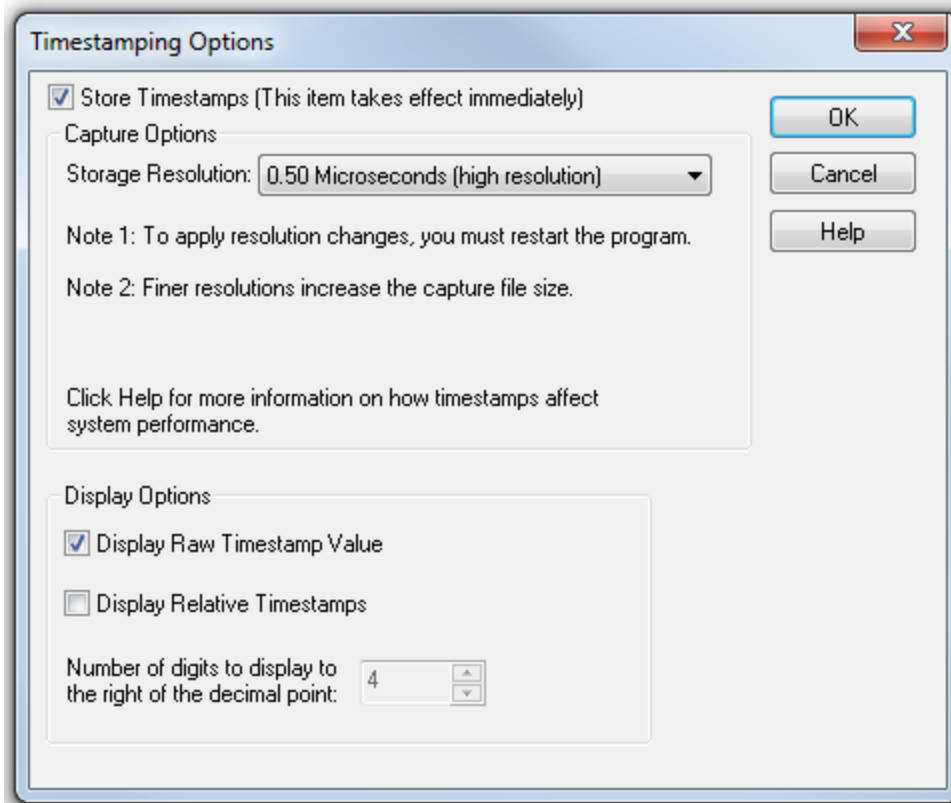 Timestamping Options
Store Timestamps (This item takes effect immediately)
Capture Options
Storage Resolution: 0.50 Microseconds (high resolution)
Note 1: To apply resolution changes, you must restart the program.
Note 2: Finer resolutions increase the capture file size.
Click Help for more information on how timestamps affect
system performance.
OK
Cancel
Help
Display Options
Display Raw Timestamp Value
Display Relative Timestamps
Number of digits to display to
the right of the decimal point: 4